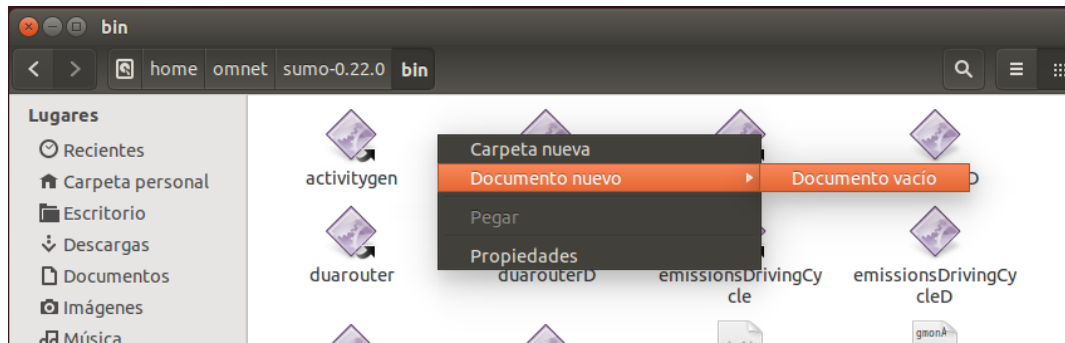 bin
home omnet sumo-0.22.0 bin
Lugares
Recientes
Carpeta personal
Escritorio
Descargas
Documentos
Imágenes
Música
activitygen
Carpeta nueva
Documento nuevo
Documento vacío
D
Pegar
Propiedades
duarouter
duarouterD
emissionsDrivingCy
cle
emissionsDrivingCy
cleD
gmonA